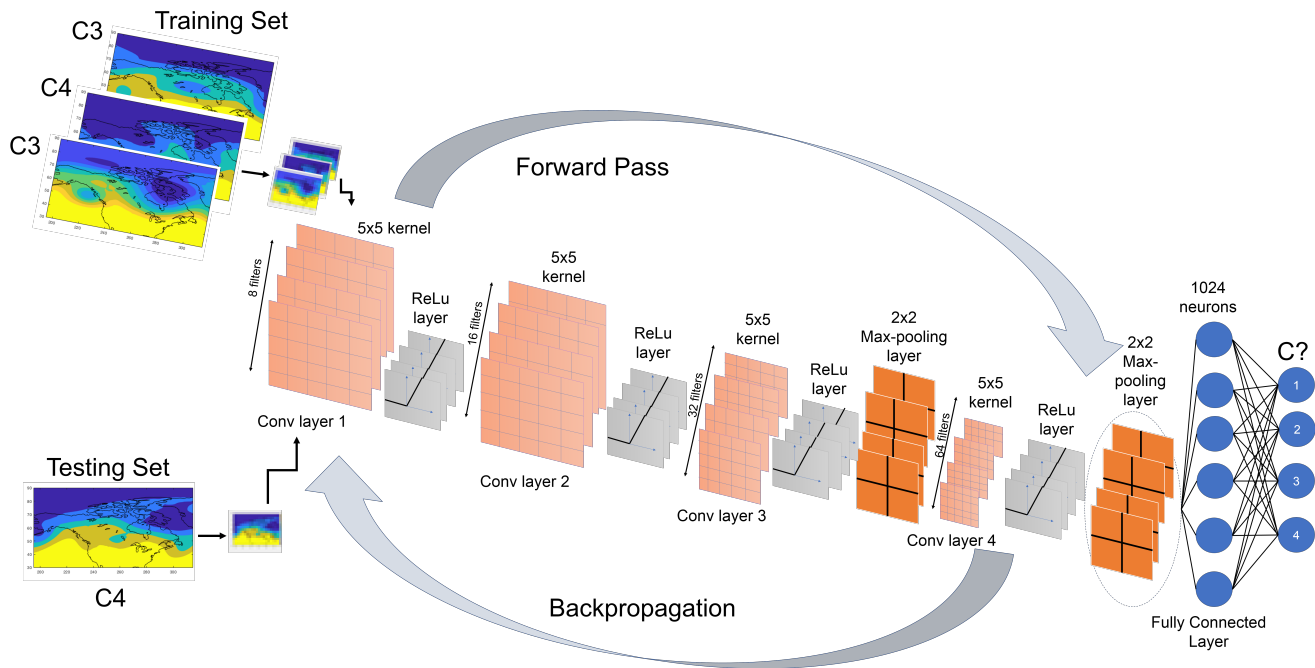 Training Set
C3
C4
C3
Forward Pass
5x5 kernel
8 filters
Conv layer 1
ReLu
layer
5x5
kernel
16 filters
Conv layer 2
ReLu
layer
5x5
kernel
32 filters
Conv layer 3
ReLu
layer
2x2
Max-pooling
layer
5x5
kernel
64 filters
Conv layer 4
ReLu
layer
2x2
Max-
pooling
layer
1024
neurons
C?
1
2
3
4
Fully Connected
Layer
Testing Set
C4
Backpropagation